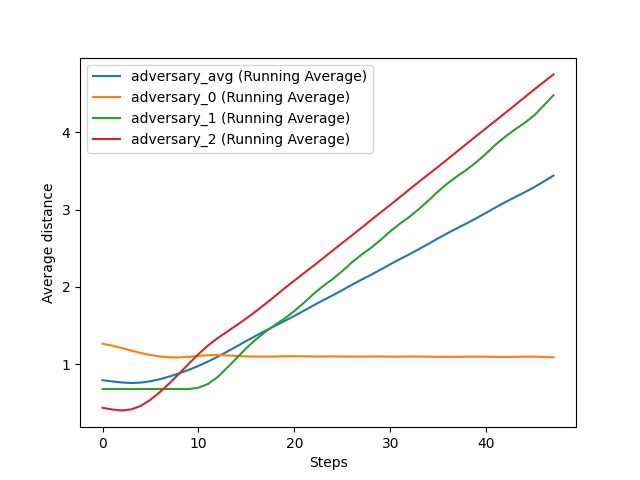 adversary_avg (Running Average)
adversary_0 (Running Average)
adversary_1 (Running Average)
adversary_2 (Running Average)
4
3
2
1
Average distance
0 10 20 30 40
Steps